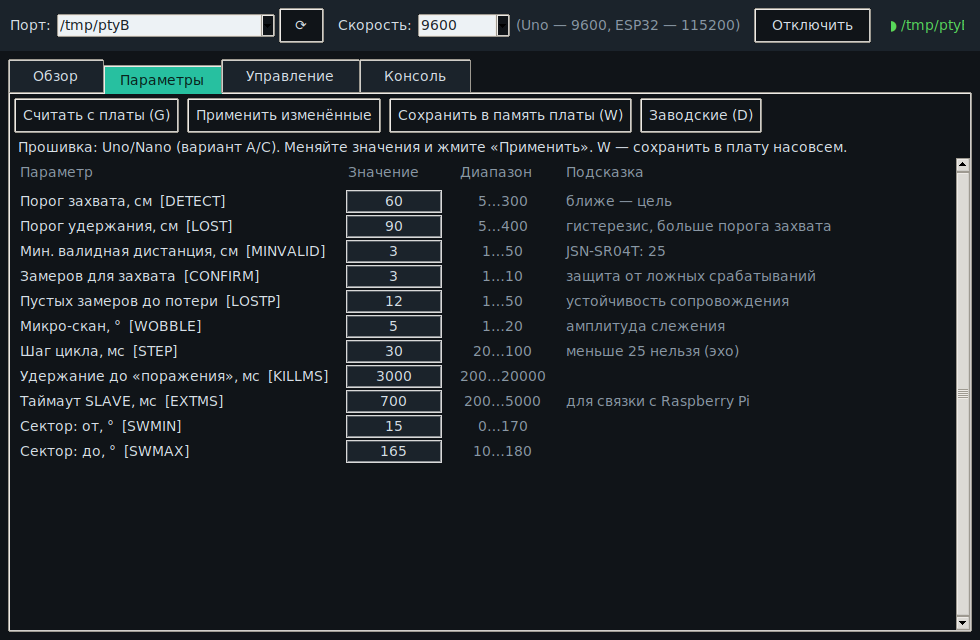 Порт: /tmp/ptyB ⟳ Скорость: 9600 (Uno — 9600, ESP32 — 115200) Отключить ◗ /tmp/ptyl
Обзор Параметры Управление Консоль
Считать с платы (G) Применить изменённые Сохранить в память платы (W) Заводские (D)
Прошивка: Uno/Nano (вариант A/C). Меняйте значения и жмите «Применить». W — сохранить в плату насовсем.
Параметр Значение Диапазон Подсказка
Порог захвата, см [DETECT] 60 5…300 ближе — цель
Порог удержания, см [LOST] 90 5…400 гистерезис, больше порога захвата
Мин. валидная дистанция, см [MINVALID] 3 1…50 JSN-SR04T: 25
Замеров для захвата [CONFIRM] 3 1…10 защита от ложных срабатываний
Пустых замеров до потери [LOSTP] 12 1…50 устойчивость сопровождения
Микро-скан, ° [WOBBLE] 5 1…20 амплитуда слежения
Шаг цикла, мс [STEP] 30 20…100 меньше 25 нельзя (эхо)
Удержание до «поражения», мс [KILLMS] 3000 200…20000
Таймаут SLAVE, мс [EXTMS] 700 200…5000 для связки с Raspberry Pi
Сектор: от, ° [SWMIN] 15 0…170
Сектор: до, ° [SWMAX] 165 10…180